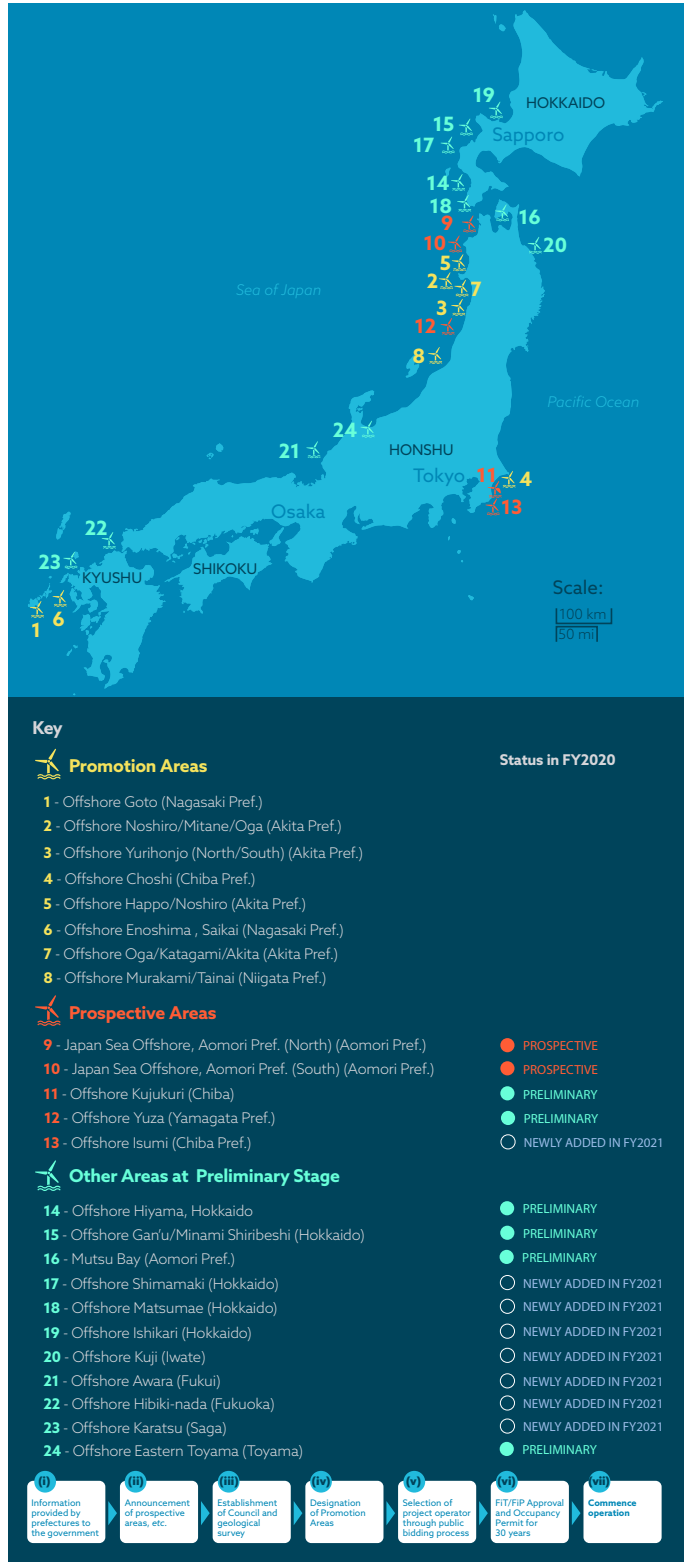 19
HOKKAIDO
15
Sapporo
17
14
18
16
9
10
20
5
2
7
Sea of Japan
3
12
8
Pacific Ocean
24
21
HONSHU
11
Tokyo
4
13
Osaka
22
23
KYUSHU
SHIKOKU
Scale:
6
100 km
1
50 mi
Key
Promotion Areas
Status in FY2020
1 - Offshore Goto (Nagasaki Pref.)
2 - Offshore Noshiro/Mitane/Oga (Akita Pref.)
3 - Offshore Yurihonjo (North/South) (Akita Pref.)
4 - Offshore Choshi (Chiba Pref.)
5 - Offshore Happo/Noshiro (Akita Pref.)
6 - Offshore Enoshima , Saikai (Nagasaki Pref.)
7 - Offshore Oga/Katagami/Akita (Akita Pref.)
8 - Offshore Murakami/Tainai (Niigata Pref.)
Prospective Areas
9 - Japan Sea Offshore, Aomori Pref. (North) (Aomori Pref.) PROSPECTIVE
10 - Japan Sea Offshore, Aomori Pref. (South) (Aomori Pref.) PROSPECTIVE
11 - Offshore Kujukuri (Chiba) PRELIMINARY
12 - Offshore Yuza (Yamagata Pref.) PRELIMINARY
13 - Offshore Isumi (Chiba Pref.) NEWLY ADDED IN FY2021
Other Areas at Preliminary Stage
14 - Offshore Hiyama, Hokkaido PRELIMINARY
15 - Offshore Gan'u/Minami Shiribeshi (Hokkaido) PRELIMINARY
16 - Mutsu Bay (Aomori Pref.) PRELIMINARY
17 - Offshore Shimamaki (Hokkaido) NEWLY ADDED IN FY2021
18 - Offshore Matsumae (Hokkaido) NEWLY ADDED IN FY2021
19 - Offshore Ishikari (Hokkaido) NEWLY ADDED IN FY2021
20 - Offshore Kuji (Iwate) NEWLY ADDED IN FY2021
21 - Offshore Awara (Fukui) NEWLY ADDED IN FY2021
22 - Offshore Hibiki-nada (Fukuoka) NEWLY ADDED IN FY2021
23 - Offshore Karatsu (Saga) NEWLY ADDED IN FY2021
24 - Offshore Eastern Toyama (Toyama) PRELIMINARY
(i)
Information
provided by
prefectures to
the government
(ii)
Announcement
of prospective
areas, etc.
(iii)
Establishment
of Council and
geological
survey
(iv)
Designation
of Promotion
Areas
(v)
Selection of
project operator
through public
bidding process
(vi)
FiT/FiP Approval
and Occupancy
Permit for
30 years
(vii)
Commence
operation